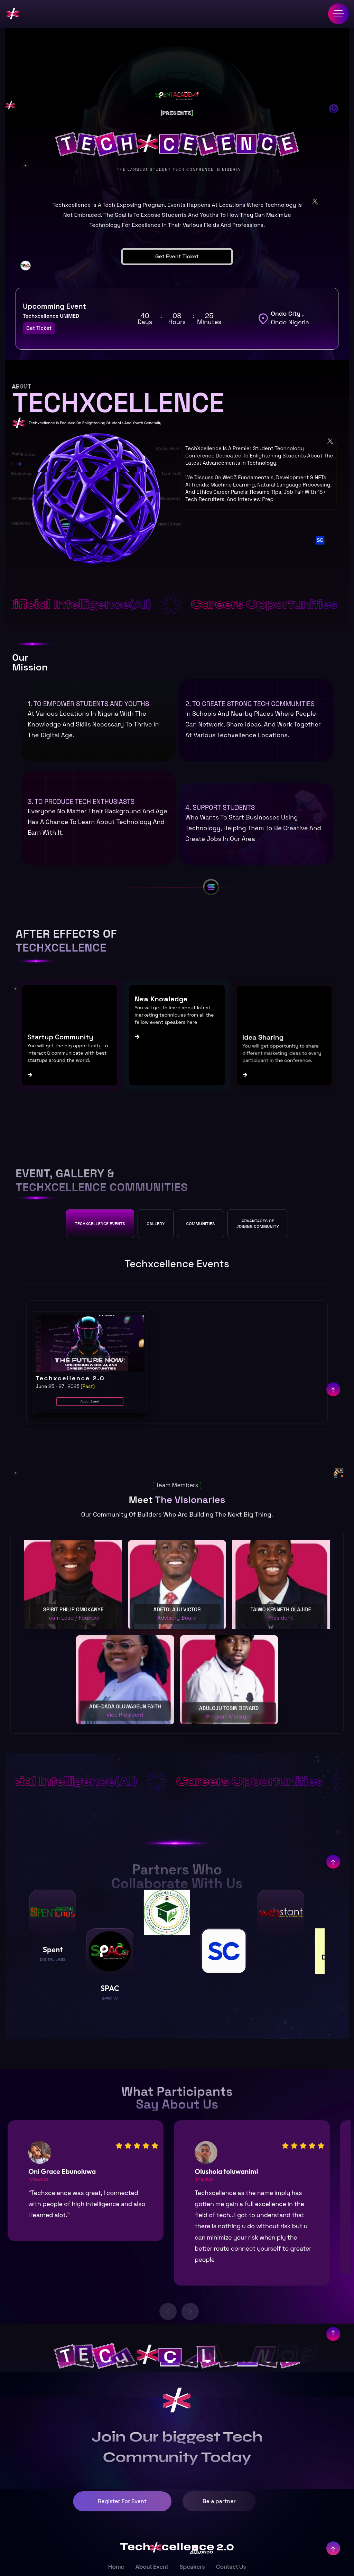 SPENTACADEMY
[PRESENTS]
TECHXCELENCE
THE LARGEST STUDENT TECH CONFRENCE IN NIGERIA
Techxcellence Is A Tech Exposing Program. Events Happens At Locations Where Technology Is
Not Embraced. The Goal Is To Expose Students And Youths To How They Can Maximize
Technology For Excellence In Their Various Fields And Professions.
Get Event Ticket
Upcomming Event
Techxcellence UNIMED
Get Ticket
40 : 08 : 25
Days Hours Minutes
Ondo City ,
Ondo Nigeria
ABOUT
TECHXCELLENCE
Techxcellence Is Focused On Enlightening Students And Youth Generally
TechXcellence Is A Premier Student Technology
Conference Dedicated To Enlightening Students About The
Latest Advancements In Technology.
We Discuss On Web3 Fundamentals, Development & NFTs
AI Trends: Machine Learning, Natural Language Processing,
And Ethics Career Panels: Resume Tips, Job Fair With 15+
Tech Recruiters, And Interview Prep
SC
ificial Intelligence(AI)
Careers Opportunities
Our
Mission
1. TO EMPOWER STUDENTS AND YOUTHS
At Various Locations In Nigeria With The
Knowledge And Skills Necessary To Thrive In
The Digital Age.
2. TO CREATE STRONG TECH COMMUNITIES
In Schools And Nearby Places Where People
Can Network, Share Ideas, And Work Together
At Various Techxcellence Locations.
3. TO PRODUCE TECH ENTHUSIASTS
Everyone No Matter Their Background And Age
Has A Chance To Learn About Technology And
Earn With It.
4. SUPPORT STUDENTS
Who Wants To Start Businesses Using
Technology, Helping Them To Be Creative And
Create Jobs In Our Area
AFTER EFFECTS OF
TECHXCELLENCE
Startup Community
You will get the big opportunity to
interact & communicate with best
startups around the world.
New Knowledge
You will get to learn about latest
marketing techniques from all the
fellow event speakers here
Idea Sharing
You will get opportunity to share
different marketing ideas to every
participant in the conference.
EVENT, GALLERY &
TECHXCELLENCE COMMUNITIES
TECHXCELLENCE EVENTS
GALLERY
COMMUNITIES
ADVANTAGES OF
JOINING COMMUNITY
Techxcellence Events
THE FUTURE NOW:
UNLOCKING WEB3, AI AND
CAREER OPPORTUNITIES
Techxcellence 2.0
June 25 - 27 , 2025 (Past)
About Event
Team Members
Meet The Visionaries
Our Community Of Builders Who Are Building The Next Big Thing.
SPIRIT PHILIP OMOKANYE
Team Lead / Founder
ADETOLAJU VICTOR
Advisory Board
TAIWO KENNETH OLAJIDE
President
ADE-DADA OLUWASEUN FAITH
Vice President
ADULOJU TOSIN BENARD
Program Manager
cial Intelligence(AI)
Careers Opportunities
Partners Who
Collaborate With Us
SPENT DIGITAL LABS
webstant
Spent
DIGITAL LABS
SPAC TV
SC
SPAC
SPAC TV
What Participants
Say About Us
Oni Grace Ebunoluwa
"Techxcelence was great, I connected
with people of high intelligence and also
I learned alot."
Olushola toluwanimi
Techxcellence as the name imply has
gotten me gain a full excellence in the
field of tech.. I got to understand that
there is nothing u do without risk but u
can minimize your risk when ply the
better route connect yourself to greater
people
TECHXCELENCE
Join Our biggest Tech
Community Today
Register For Event
Be a partner
Techxcellence 2.0
ONDO
Home About Event Speakers Contact Us